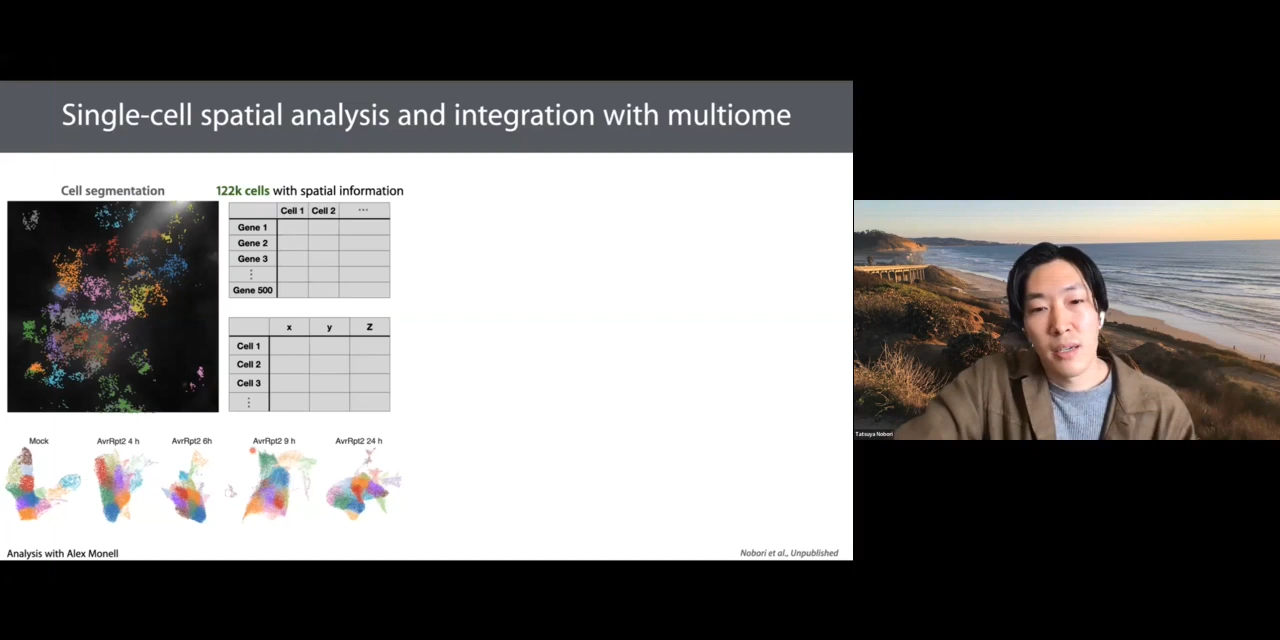 Single-cell spatial analysis and integration with multiome
Cell segmentation
122k cells with spatial information
Cell 1 Cell 2 ...
Gene 1
Gene 2
Gene 3
⋮
Gene 500
x y Z
Cell 1
Cell 2
Cell 3
⋮
Mock AvrRpt2 4 h AvrRpt2 6h AvrRpt2 9 h AvrRpt2 24 h
Analysis with Alex Monell
Nobori et al., Unpublished
Tatsuya Nobori